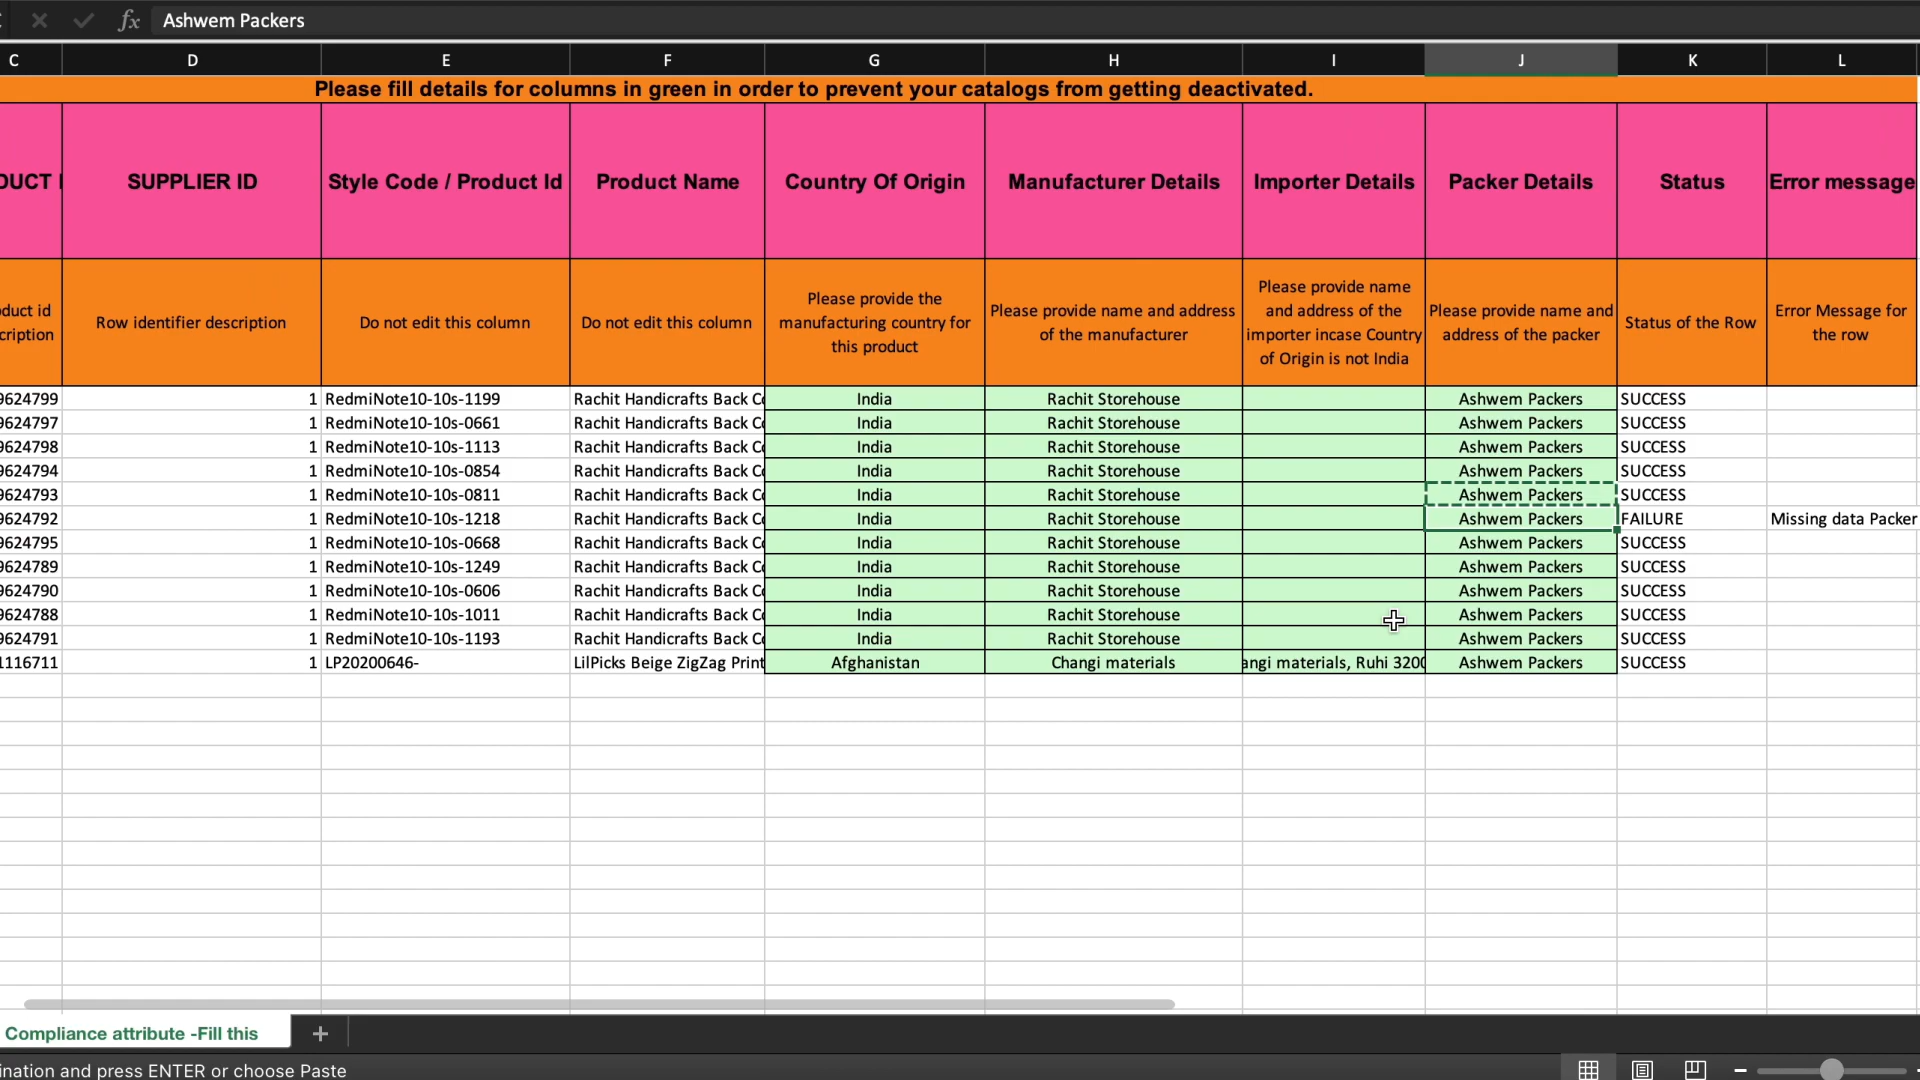 fx Ashwem Packers
C D E F G H I J K L
Please fill details for columns in green in order to prevent your catalogs from getting deactivated.
SUPPLIER ID Style Code / Product Id Product Name Country Of Origin Manufacturer Details Importer Details Packer Details Status Error message
Row identifier description Do not edit this column Do not edit this column Please provide the manufacturing country for this product Please provide name and address of the manufacturer Please provide name and address of the importer incase Country of Origin is not India Please provide name and address of the packer Status of the Row Error Message for the row
9624799 1 RedmiNote10-10s-1199 Rachit Handicrafts Back Co India Rachit Storehouse Ashwem Packers SUCCESS
9624797 1 RedmiNote10-10s-0661 Rachit Handicrafts Back Co India Rachit Storehouse Ashwem Packers SUCCESS
9624798 1 RedmiNote10-10s-1113 Rachit Handicrafts Back Co India Rachit Storehouse Ashwem Packers SUCCESS
9624794 1 RedmiNote10-10s-0854 Rachit Handicrafts Back Co India Rachit Storehouse Ashwem Packers SUCCESS
9624793 1 RedmiNote10-10s-0811 Rachit Handicrafts Back Co India Rachit Storehouse Ashwem Packers SUCCESS
9624792 1 RedmiNote10-10s-1218 Rachit Handicrafts Back Co India Rachit Storehouse Ashwem Packers FAILURE Missing data Packer
9624795 1 RedmiNote10-10s-0668 Rachit Handicrafts Back Co India Rachit Storehouse Ashwem Packers SUCCESS
9624789 1 RedmiNote10-10s-1249 Rachit Handicrafts Back Co India Rachit Storehouse Ashwem Packers SUCCESS
9624790 1 RedmiNote10-10s-0606 Rachit Handicrafts Back Co India Rachit Storehouse Ashwem Packers SUCCESS
9624788 1 RedmiNote10-10s-1011 Rachit Handicrafts Back Co India Rachit Storehouse Ashwem Packers SUCCESS
9624791 1 RedmiNote10-10s-1193 Rachit Handicrafts Back Co India Rachit Storehouse Ashwem Packers SUCCESS
1116711 1 LP20200646- LilPicks Beige ZigZag Print Afghanistan Changi materials angi materials, Ruhi 3200 Ashwem Packers SUCCESS
Compliance attribute -Fill this
ination and press ENTER or choose Paste